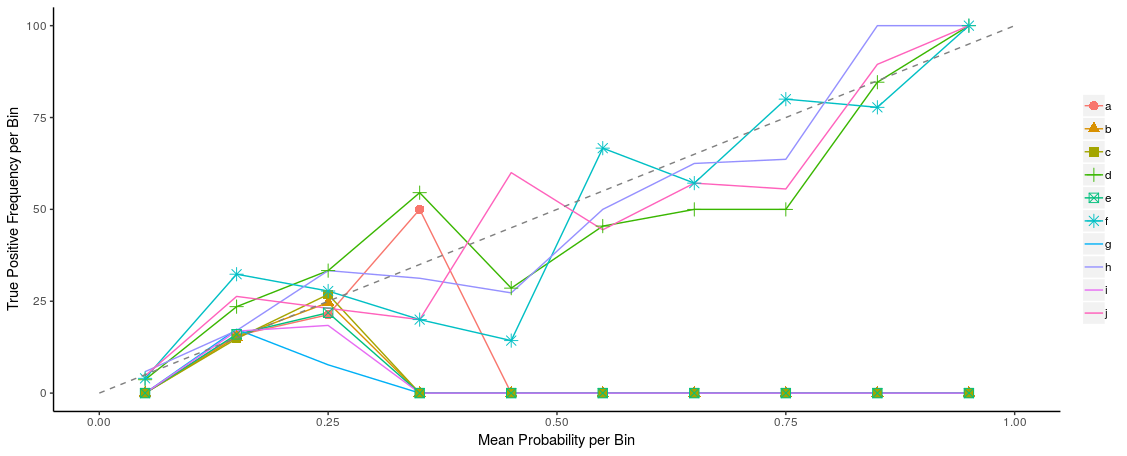 True Positive Frequency per Bin
100
75
50
25
0
0.00 0.25 0.50 0.75 1.00
Mean Probability per Bin
a
b
c
d
e
f
g
h
i
j